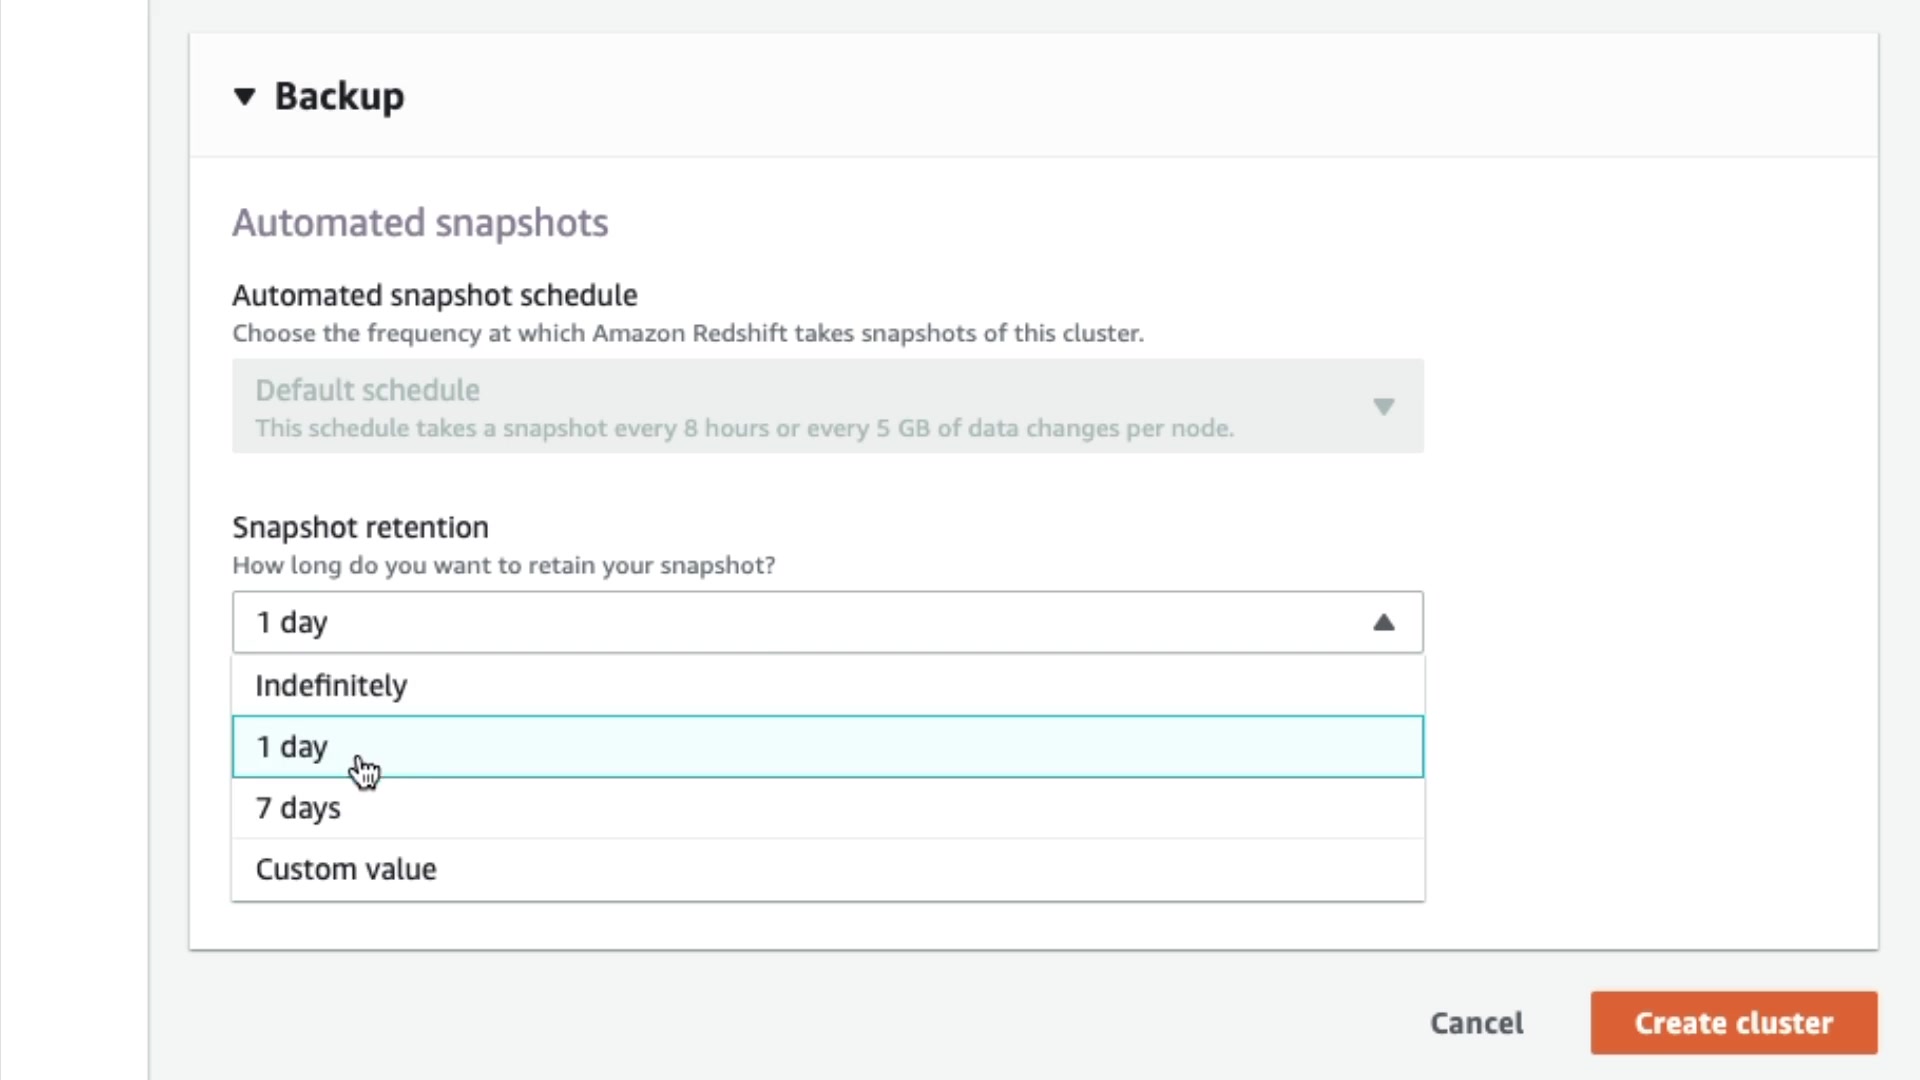 Backup
Automated snapshots
Automated snapshot schedule
Choose the frequency at which Amazon Redshift takes snapshots of this cluster.
Default schedule
This schedule takes a snapshot every 8 hours or every 5 GB of data changes per node.
Snapshot retention
How long do you want to retain your snapshot?
1 day
Indefinitely
1 day
7 days
Custom value
Cancel
Create cluster